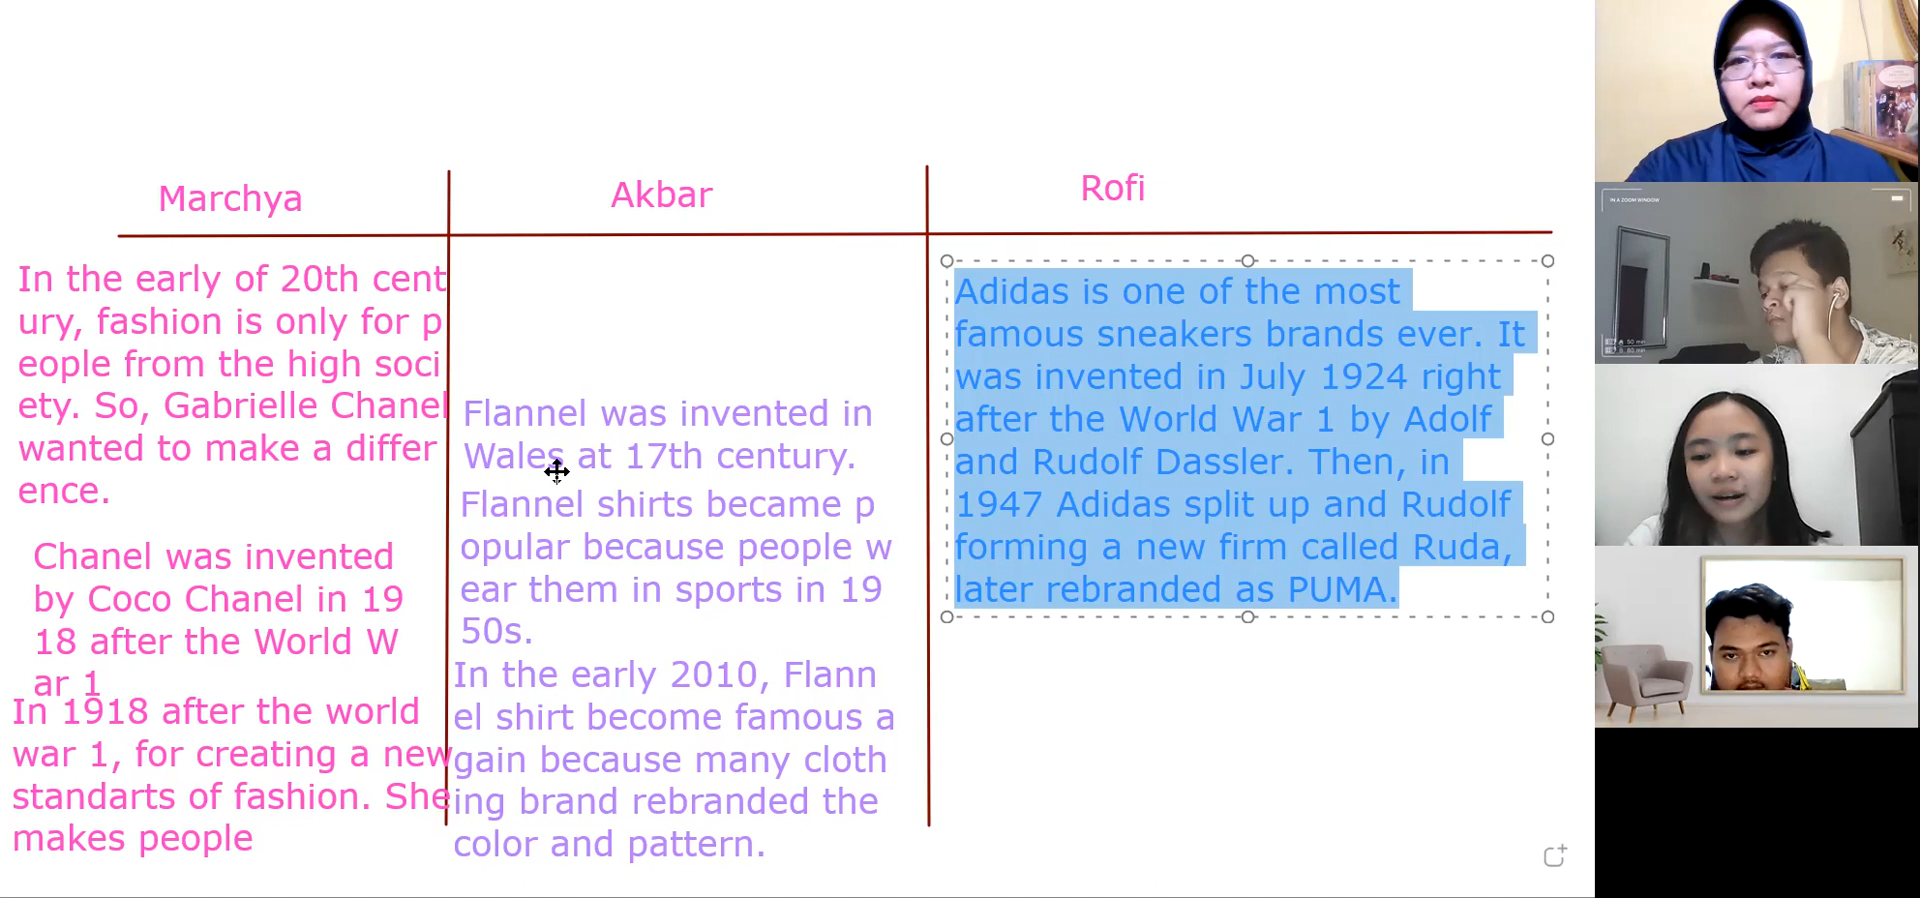 Marchya
Akbar
Rofi
In the early of 20th cent
ury, fashion is only for p
eople from the high soci
ety. So, Gabrielle Chanel
wanted to make a differ
ence.
Chanel was invented
by Coco Chanel in 19
18 after the World W
ar 1
In 1918 after the world
war 1, for creating a new
standarts of fashion. She
makes people
Flannel was invented in
Wales at 17th century.
Flannel shirts became p
opular because people w
ear them in sports in 19
50s.
In the early 2010, Flann
el shirt become famous a
gain because many cloth
ing brand rebranded the
color and pattern.
Adidas is one of the most
famous sneakers brands ever. It
was invented in July 1924 right
after the World War 1 by Adolf
and Rudolf Dassler. Then, in
1947 Adidas split up and Rudolf
forming a new firm called Ruda,
later rebranded as PUMA.
IN A ZOOM WINDOW
50 min